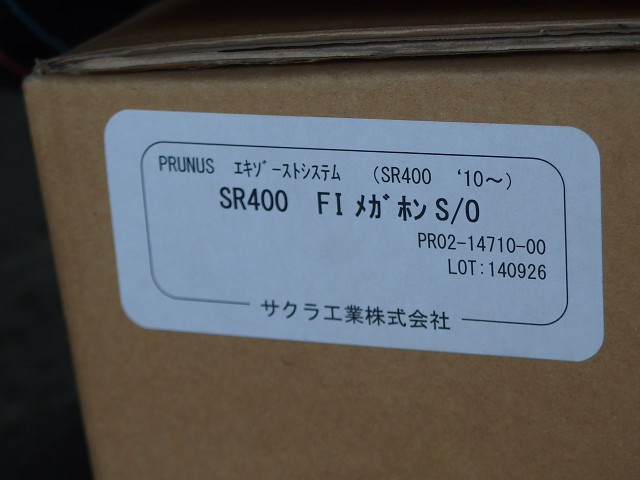 PRUNUS ｴｷｿﾞｰｽﾄｼｽﾃﾑ (SR400 '10～)
SR400 FI ﾒｶﾞﾎﾝ S/O
PR02-14710-00
LOT:140926
サクラ工業株式会社